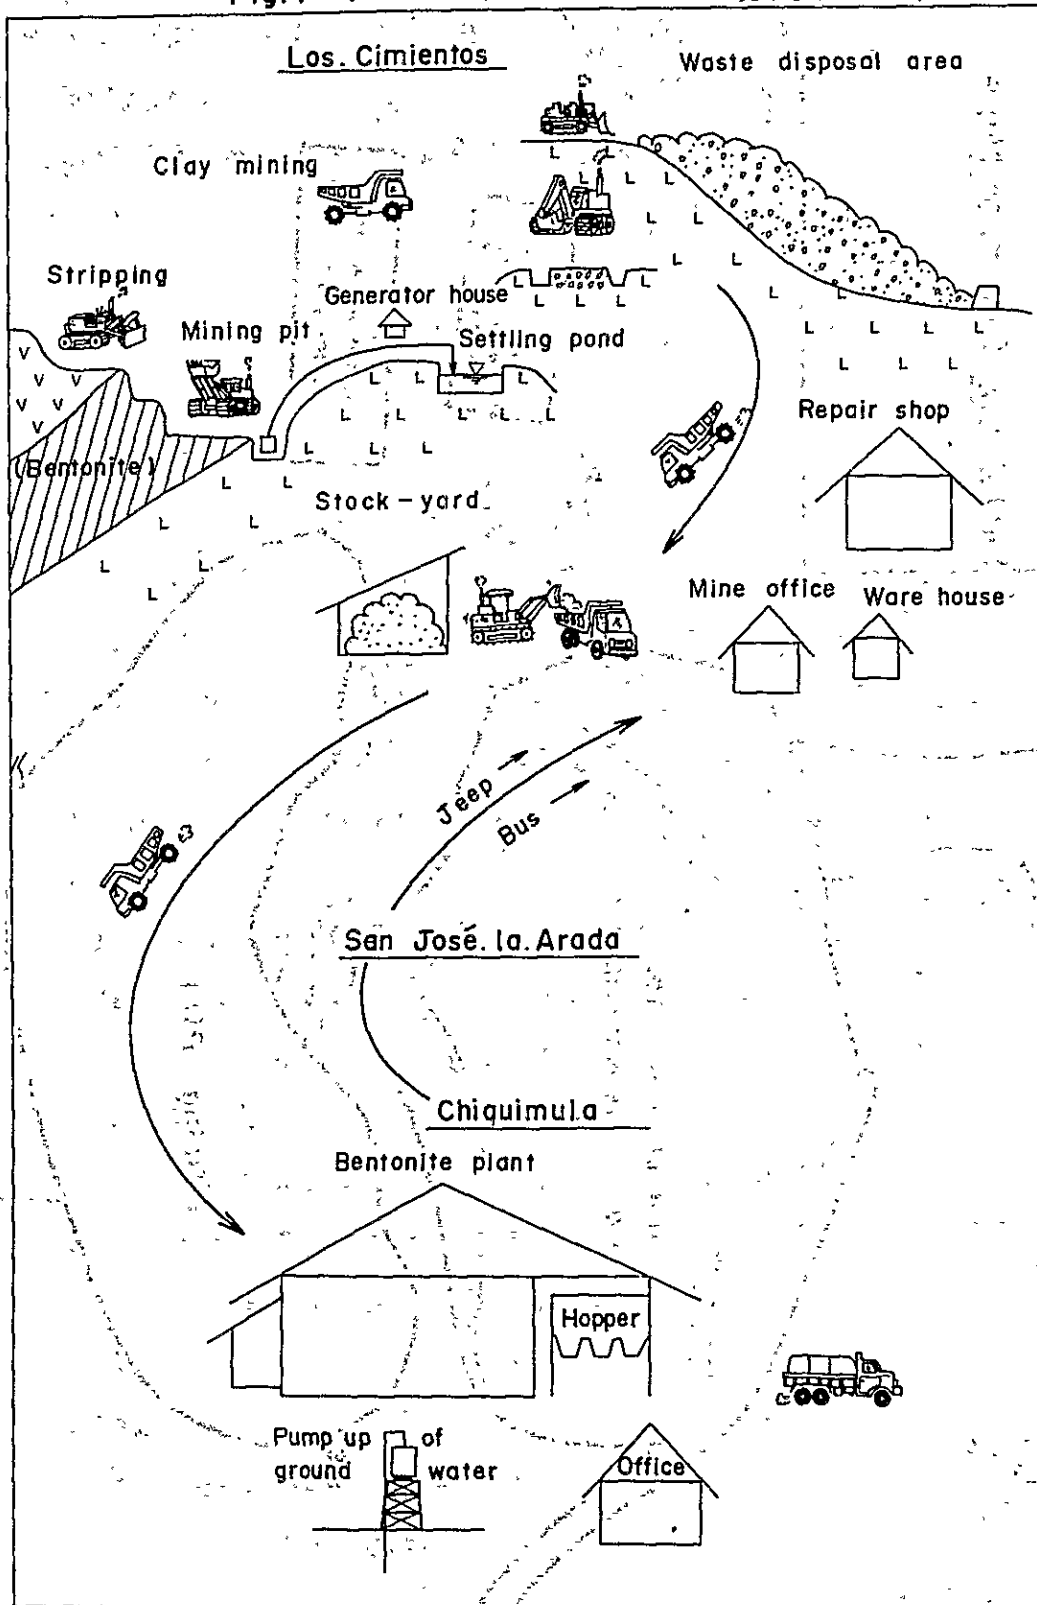 Los. Cimientos
Waste disposal area
Clay mining
Stripping
Generator house
Mining pit
Settling pond
Repair shop
(Bentonite)
Stock-yard
Mine office
Ware house
Jeep
Bus
San José. la. Arada
Chiquimula
Bentonite plant
Hopper
Pump up of
ground water
Office